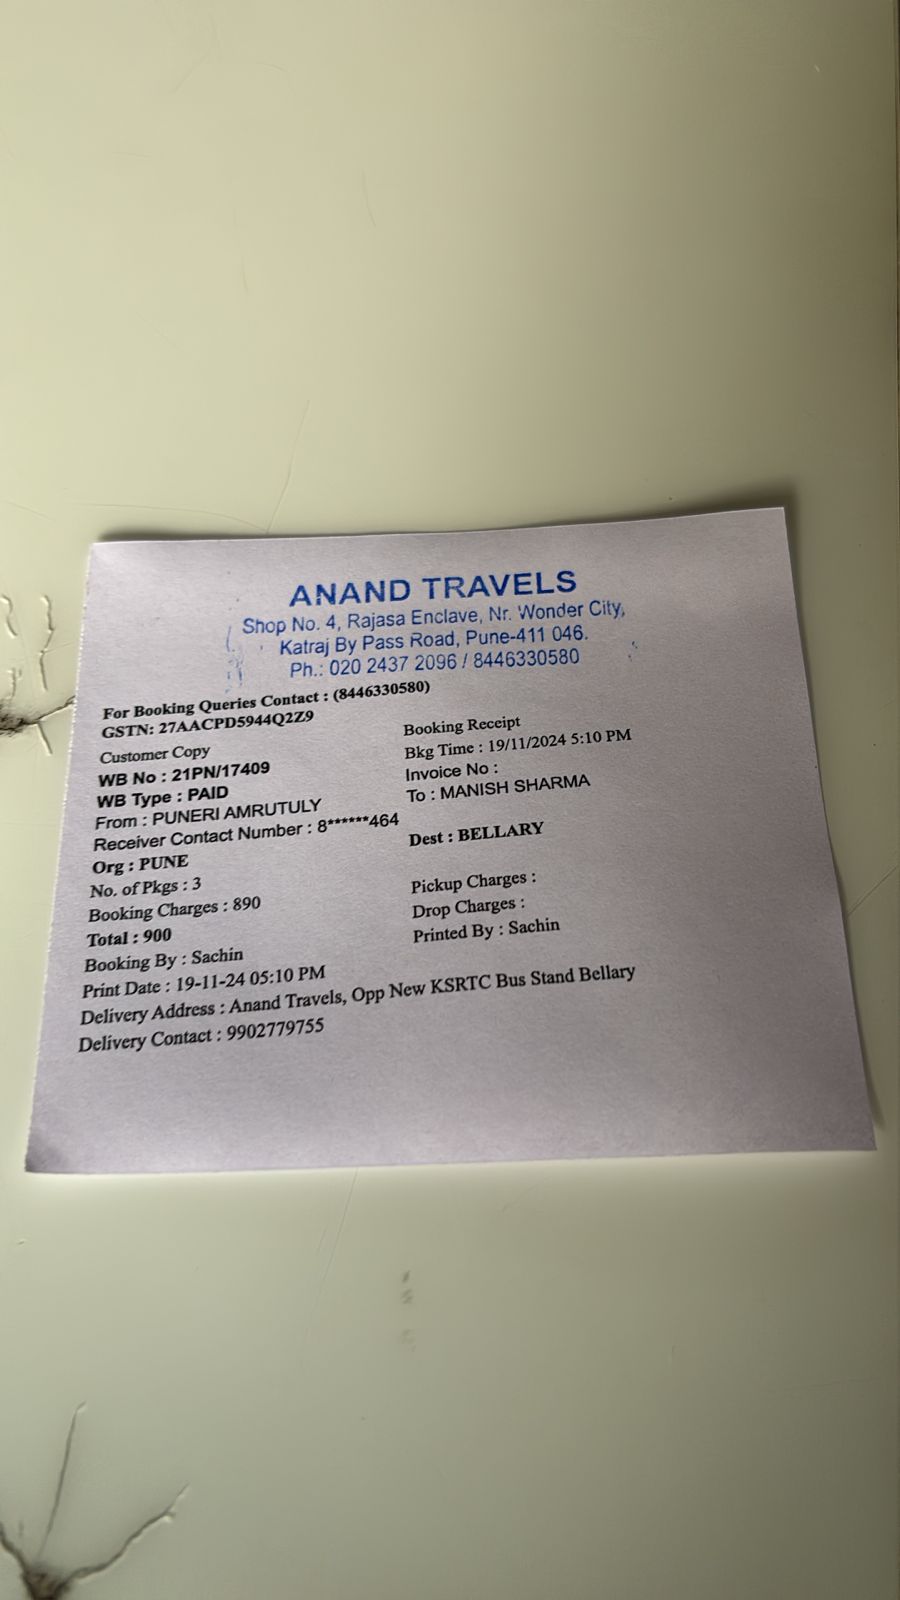 ANAND TRAVELS
Shop No. 4, Rajasa Enclave, Nr. Wonder City,
Katraj By Pass Road, Pune-411 046.
Ph.: 020 2437 2096 / 8446330580
For Booking Queries Contact : (8446330580)
GSTN: 27AACPD5944Q2Z9
Customer Copy Booking Receipt
WB No : 21PN/17409 Bkg Time : 19/11/2024 5:10 PM
WB Type : PAID Invoice No :
From : PUNERI AMRUTULY To : MANISH SHARMA
Receiver Contact Number : 8******464
Org : PUNE Dest : BELLARY
No. of Pkgs : 3
Booking Charges : 890 Pickup Charges :
Total : 900 Drop Charges :
Booking By : Sachin Printed By : Sachin
Print Date : 19-11-24 05:10 PM
Delivery Address : Anand Travels, Opp New KSRTC Bus Stand Bellary
Delivery Contact : 9902779755